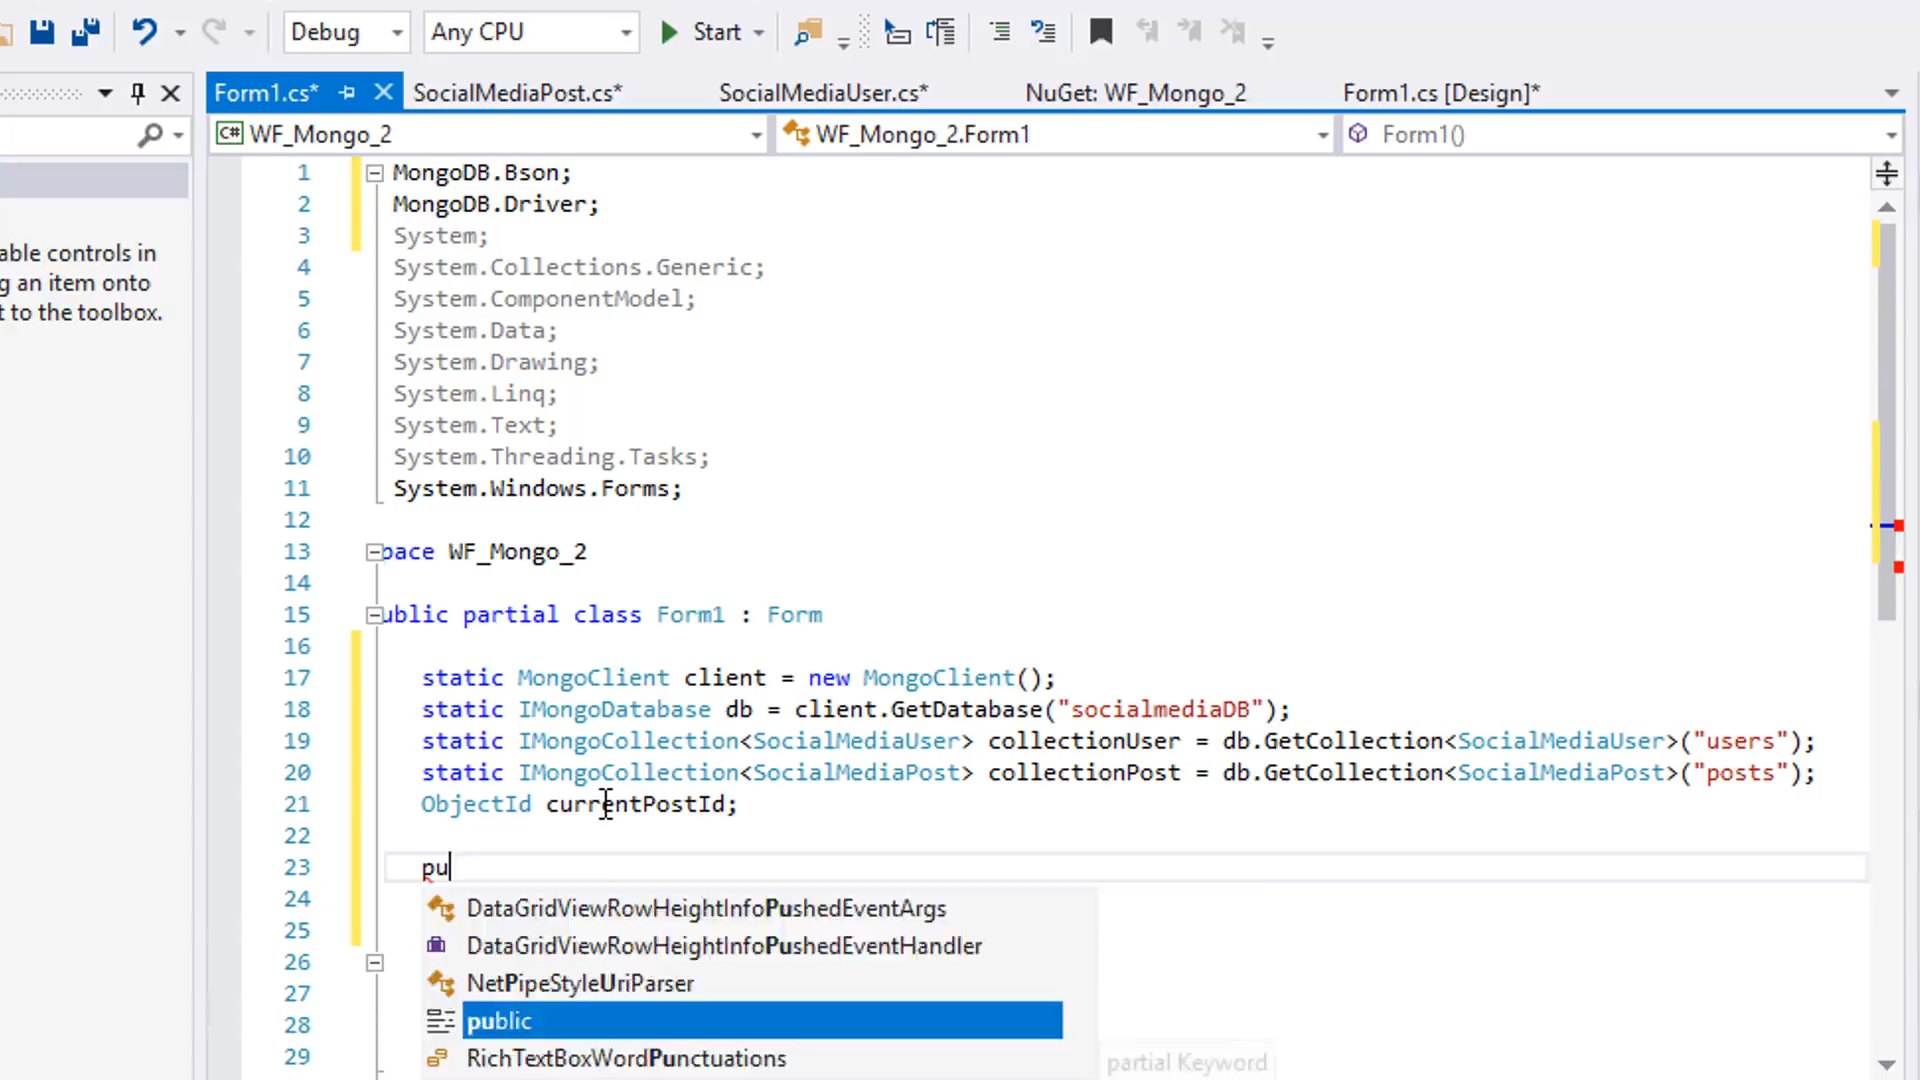 Debug Any CPU Start
Form1.cs* SocialMediaPost.cs* SocialMediaUser.cs* NuGet: WF_Mongo_2 Form1.cs [Design]*
C# WF_Mongo_2 WF_Mongo_2.Form1 Form1()
able controls in
g an item onto
t to the toolbox.
1 MongoDB.Bson;
2 MongoDB.Driver;
3 System;
4 System.Collections.Generic;
5 System.ComponentModel;
6 System.Data;
7 System.Drawing;
8 System.Linq;
9 System.Text;
10 System.Threading.Tasks;
11 System.Windows.Forms;
12
13 pace WF_Mongo_2
14
15 ublic partial class Form1 : Form
16
17 static MongoClient client = new MongoClient();
18 static IMongoDatabase db = client.GetDatabase("socialmediaDB");
19 static IMongoCollection<SocialMediaUser> collectionUser = db.GetCollection<SocialMediaUser>("users");
20 static IMongoCollection<SocialMediaPost> collectionPost = db.GetCollection<SocialMediaPost>("posts");
21 ObjectId currentPostId;
22
23 pu
24 DataGridViewRowHeightInfoPushedEventArgs
25 DataGridViewRowHeightInfoPushedEventHandler
26 NetPipeStyleUriParser
27 public
28
29 RichTextBoxWordPunctuations
partial Keyword